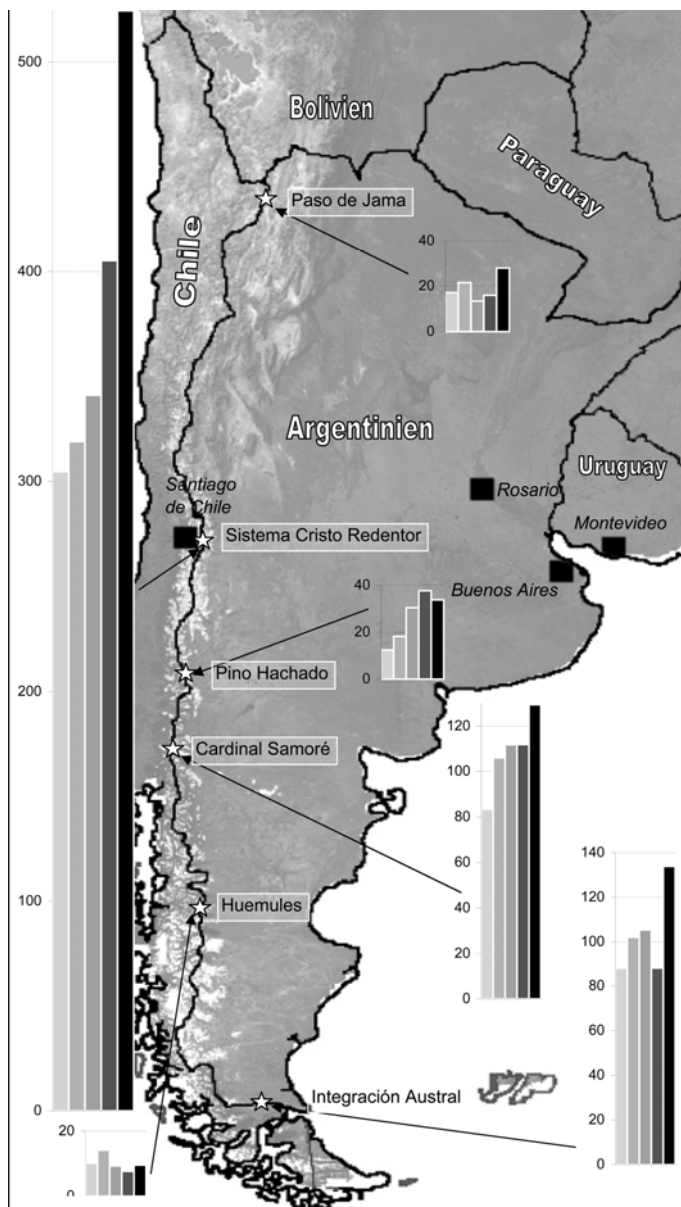 500
400
300
200
100
0
20
0
Bolivien
Paraguay
Chile
Paso de Jama
40
20
0
Argentinien
Uruguay
Santiago
de Chile
Rosario
Montevideo
Sistema Cristo Redentor
Buenos Aires
40
20
0
Pino Hachado
Cardinal Samoré
120
100
80
60
40
20
0
Huemules
140
120
100
80
60
40
20
0
Integración Austral